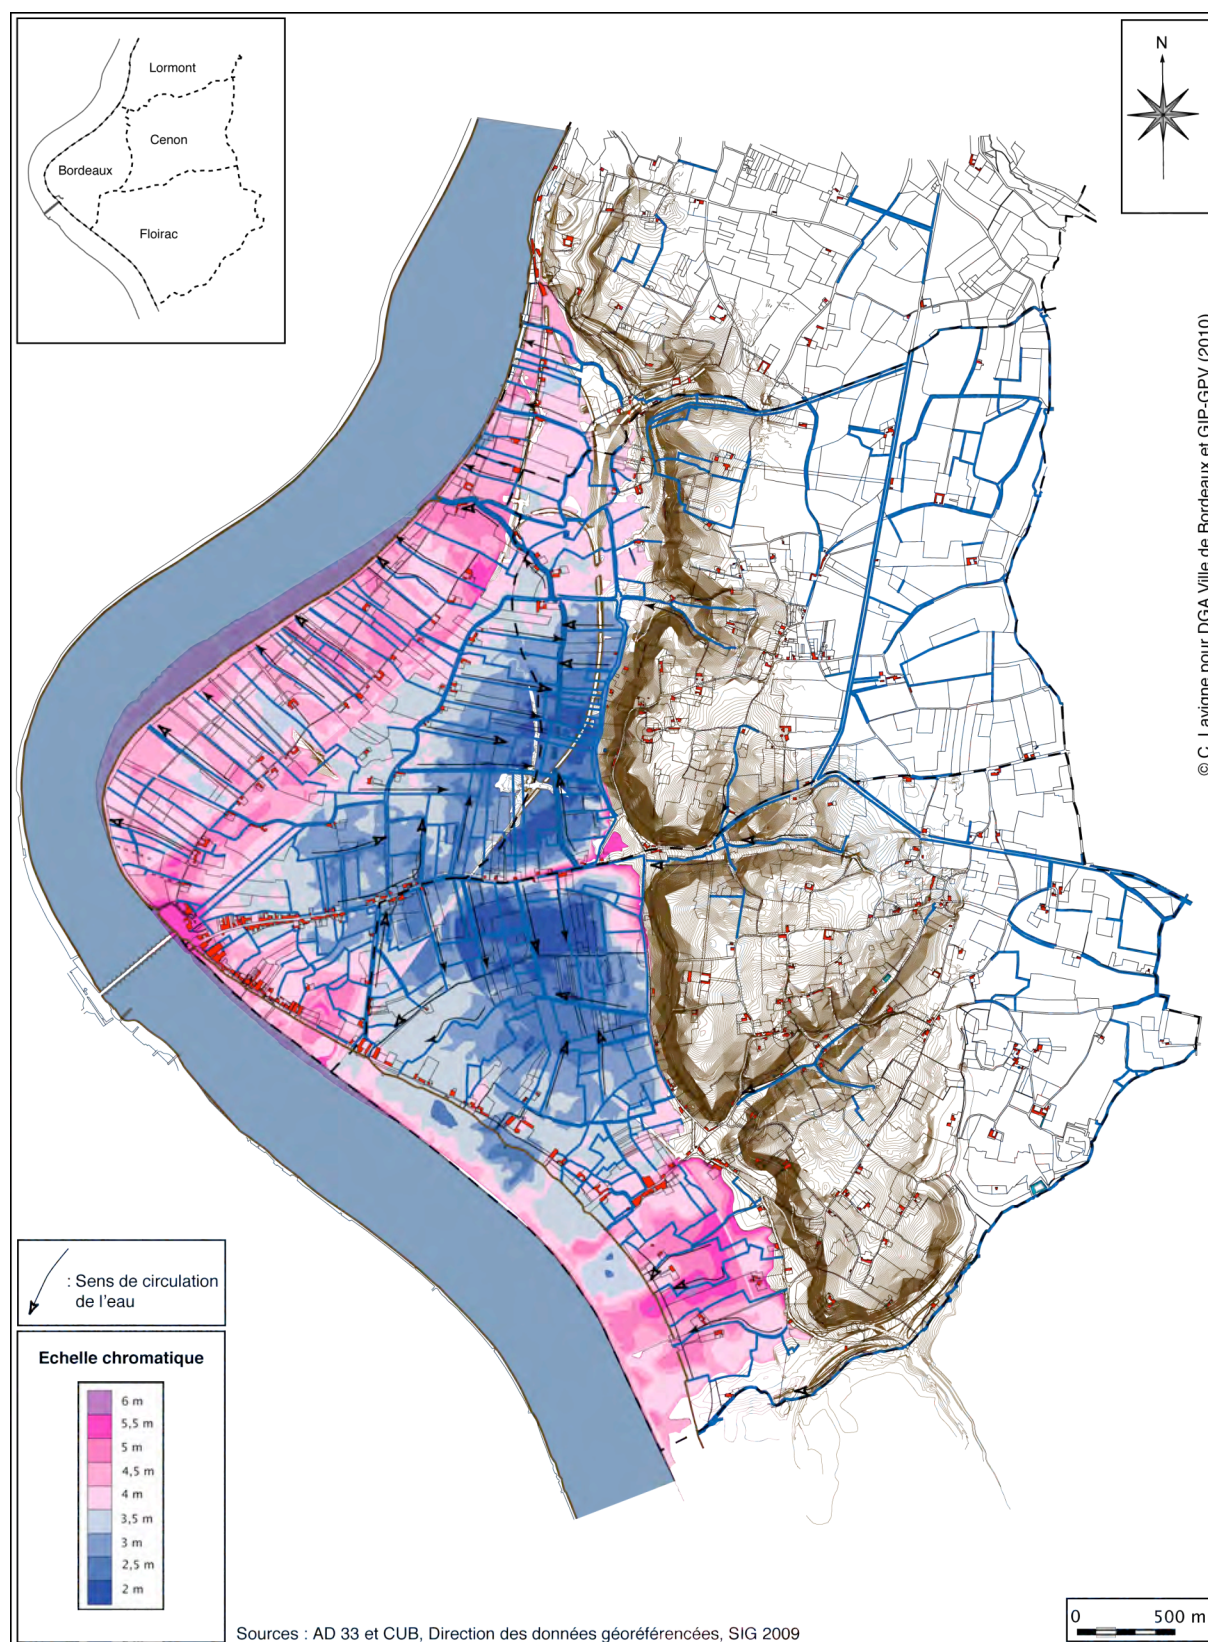 Lormont
Cenon
Bordeaux
Floirac
N
© C. Lavigne pour DGA Ville de Bordeaux et GIP-GPV (2010)
: Sens de circulation
de l'eau
Echelle chromatique
6 m
5,5 m
5 m
4,5 m
4 m
3,5 m
3 m
2,5 m
2 m
0 500 m
Sources : AD 33 et CUB, Direction des données géoréférencées, SIG 2009